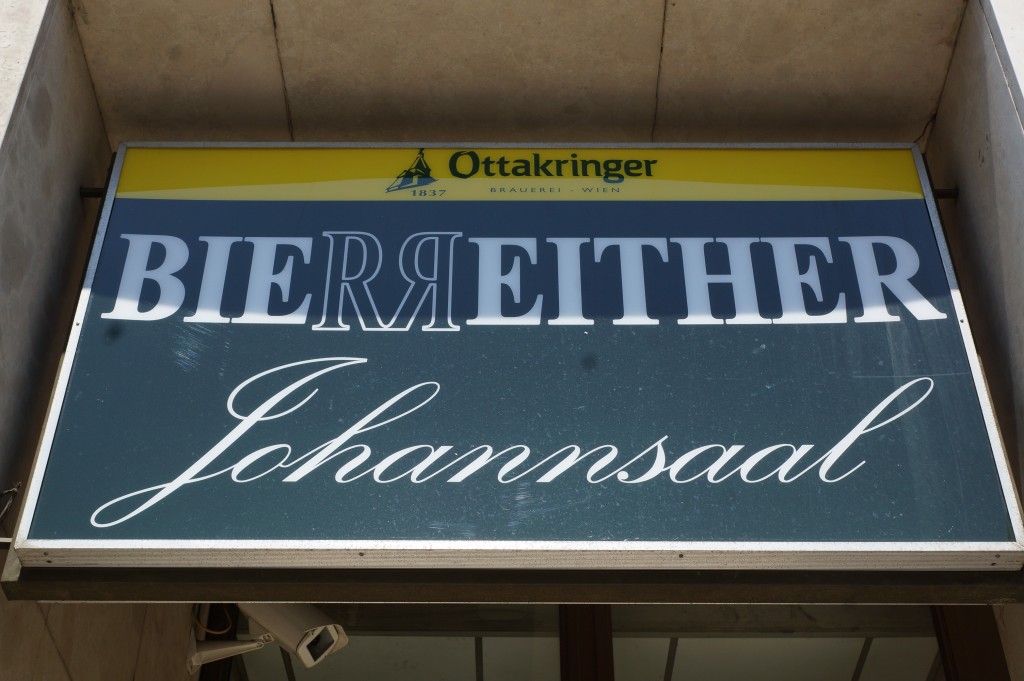 Ottakringer
1837 BRAUEREI - WIEN
BIERREITHER
Johannsaal